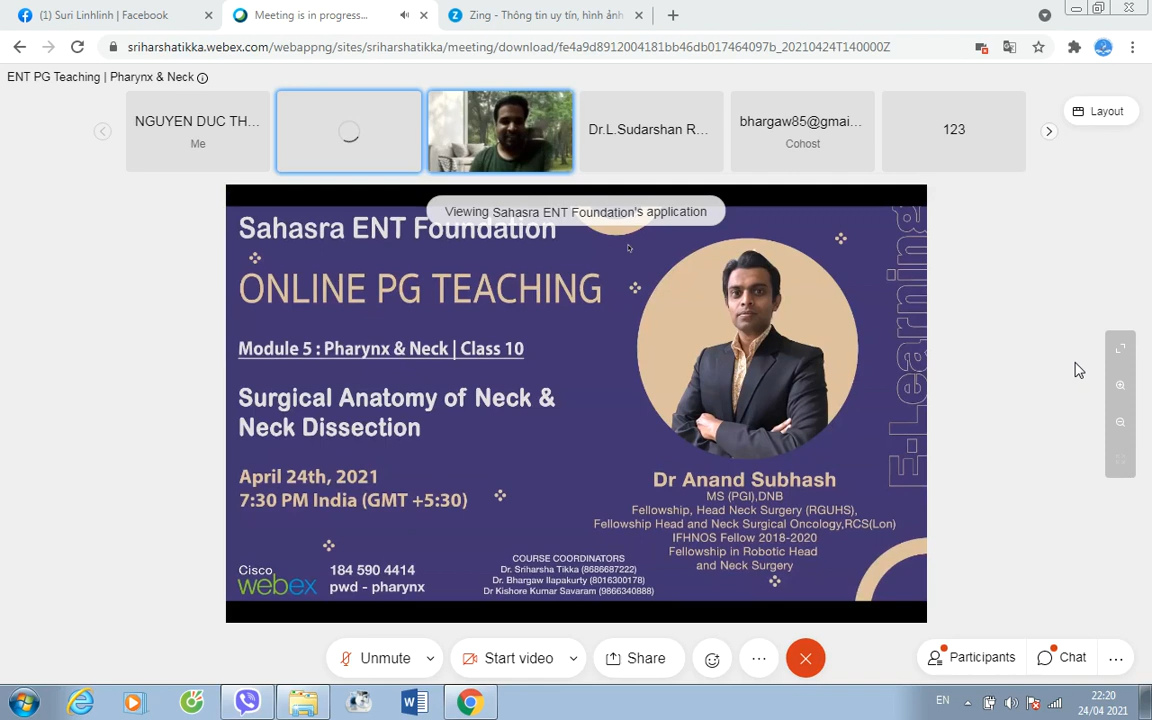 (1) Suri Linhlinh | Facebook
Meeting is in progress...
Zing - Thông tin uy tín, hình ảnh
sriharshatikka.webex.com/webappng/sites/sriharshatikka/meeting/download/fe4a9d8912004181bb46db017464097b_20210424T140000Z
ENT PG Teaching | Pharynx & Neck
NGUYEN DUC TH...
Me
Dr.L.Sudarshan R...
bhargaw85@gmai...
Cohost
123
Layout
Viewing Sahasra ENT Foundation's application
Sahasra ENT Foundation
ONLINE PG TEACHING
Module 5 : Pharynx & Neck | Class 10
Surgical Anatomy of Neck &
Neck Dissection
April 24th, 2021
7:30 PM India (GMT +5:30)
Cisco
webex
184 590 4414
pwd - pharynx
COURSE COORDINATORS
Dr. Sriharsha Tikka (8686687222)
Dr. Bhargaw Ilapakurty (8016300178)
Dr Kishore Kumar Savaram (9866340888)
E-Learning
Dr Anand Subhash
MS (PGI),DNB
Fellowship, Head Neck Surgery (RGUHS),
Fellowship Head and Neck Surgical Oncology,RCS(Lon)
IFHNOS Fellow 2018-2020
Fellowship in Robotic Head
and Neck Surgery
Unmute
Start video
Share
Participants
Chat
EN
22:20
24/04/2021